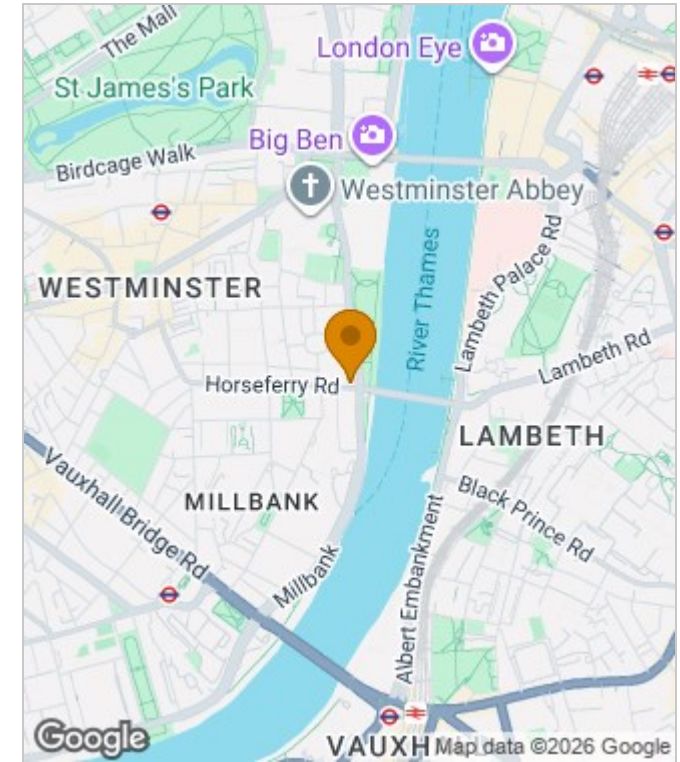 The Mall
London Eye
St James's Park
Big Ben
Birdcage Walk
Westminster Abbey
WESTMINSTER
River Thames
Lambeth Palace Rd
Horseferry Rd
Lambeth Rd
LAMBETH
Vauxhall Bridge Rd
MILLBANK
Black Prince Rd
Millbank
Albert Embankment
Google
VAUXH
Map data ©2026 Google